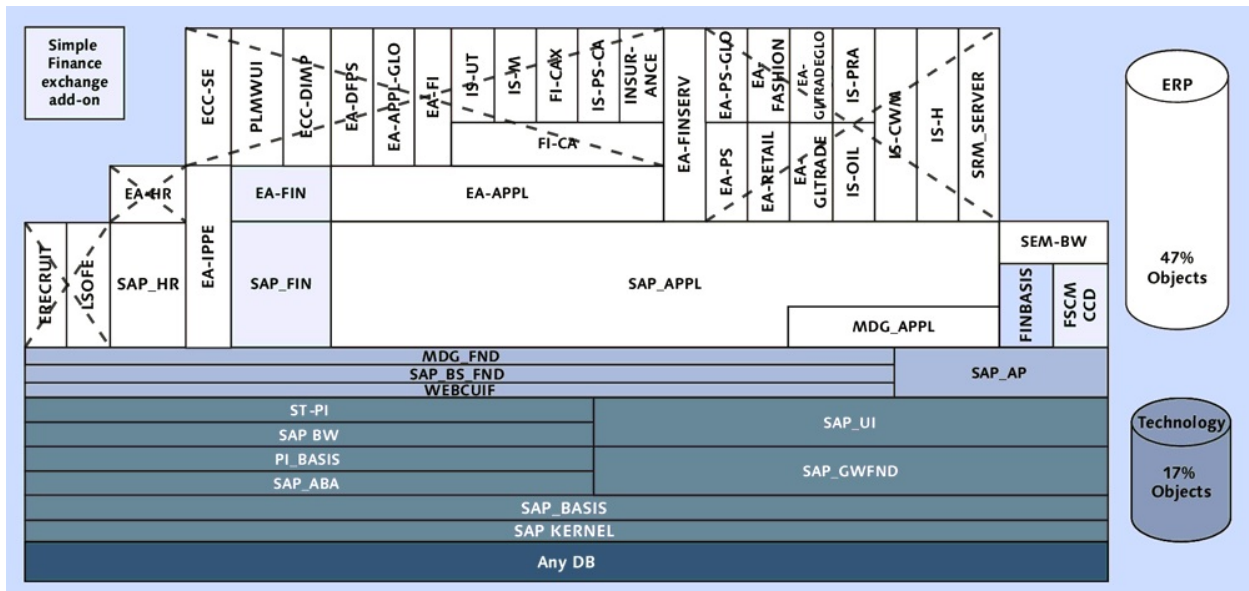 Simple
Finance
exchange
add-on
ECC-SE
PLMWUI
ECC-DIMP
EA-DFPS
EA-APPL-GLO
EA-FI
IS-UT
IS-M
FI-CAX
IS-PS-CA
INSUR-
ANCE
FI-CA
EA-FINSERV
EA-PS-GLO
EA-
FASHION
EA-
GLTRADEGLO
IS-PRA
IS-CWM
IS-H
SRM_SERVER
EA-PS
EA-RETAIL
EA-
GLTRADE
IS-OIL
EA-HR
EA-IPPE
EA-FIN
EA-APPL
ERECRUIT
LSOFE
SAP_HR
SAP_FIN
SAP_APPL
MDG_APPL
SEM-BW
FINBASIS
FSCM
CCD
MDG_FND
SAP_BS_FND
WEBCUIF
SAP_AP
ST-PI
SAP BW
SAP_UI
PI_BASIS
SAP_ABA
SAP_GWFND
SAP_BASIS
SAP KERNEL
Any DB
ERP
47%
Objects
Technology
17%
Objects